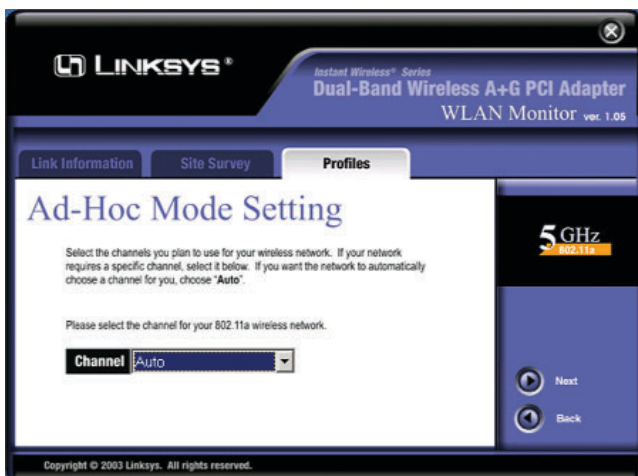 LINKSYS®
Instant Wireless® Series
Dual-Band Wireless A+G PCI Adapter
WLAN Monitor ver. 1.05
Link Information
Site Survey
Profiles
Ad-Hoc Mode Setting
Select the channels you plan to use for your wireless network. If your network
requires a specific channel, select it below. If you want the network to automatically
choose a channel for you, choose "Auto".
Please select the channel for your 802.11a wireless network.
Channel Auto
5 GHz
802.11a
Next
Back
Copyright © 2003 Linksys. All rights reserved.